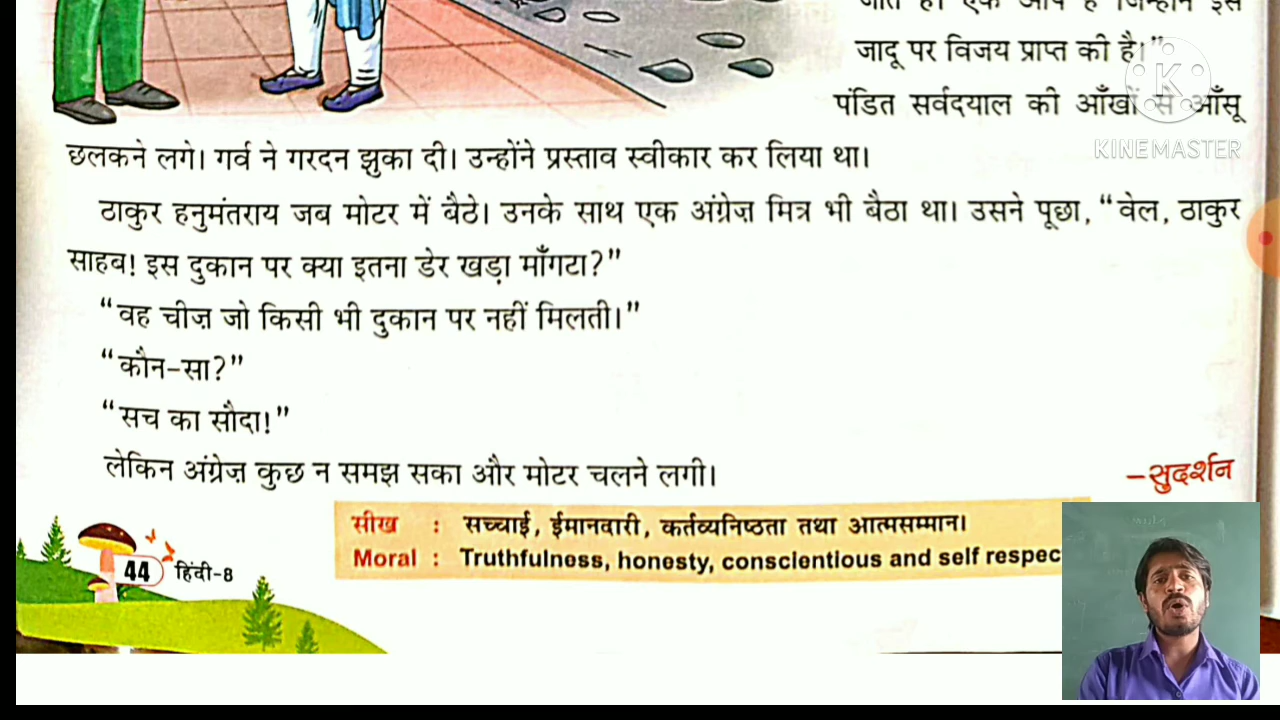 जादू पर विजय प्राप्त की है।”
पंडित सर्वदयाल की आँखों से आँसू
छलकने लगे। गर्व ने गरदन झुका दी। उन्होंने प्रस्ताव स्वीकार कर लिया था।
ठाकुर हनुमंतराय जब मोटर में बैठे। उनके साथ एक अंग्रेज़ मित्र भी बैठा था। उसने पूछा, “वेल, ठाकुर
साहब! इस दुकान पर क्या इतना डेर खड़ा माँगटा?”
“वह चीज़ जो किसी भी दुकान पर नहीं मिलती।”
“कौन-सा?”
“सच का सौदा!”
लेकिन अंग्रेज़ कुछ न समझ सका और मोटर चलने लगी।
–सुदर्शन
सीख : सच्चाई, ईमानदारी, कर्तव्यनिष्ठता तथा आत्मसम्मान।
Moral : Truthfulness, honesty, conscientious and self respec
44 हिंदी-8
K
KINEMASTER